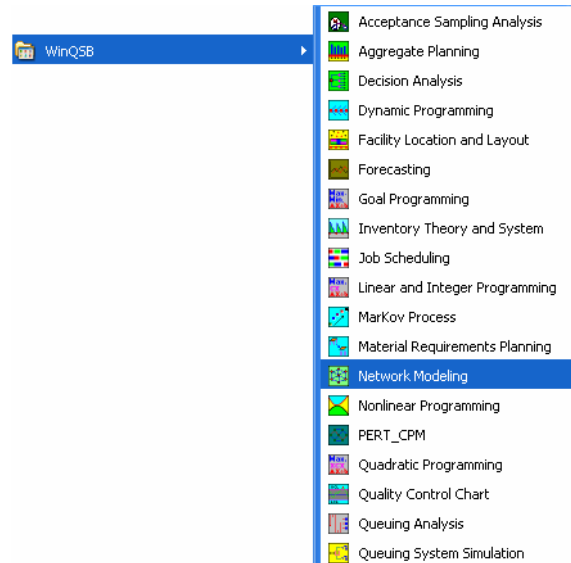 WinQSB
Acceptance Sampling Analysis
Aggregate Planning
Decision Analysis
Dynamic Programming
Facility Location and Layout
Forecasting
Goal Programming
Inventory Theory and System
Job Scheduling
Linear and Integer Programming
MarKov Process
Material Requirements Planning
Network Modeling
Nonlinear Programming
PERT_CPM
Quadratic Programming
Quality Control Chart
Queuing Analysis
Queuing System Simulation